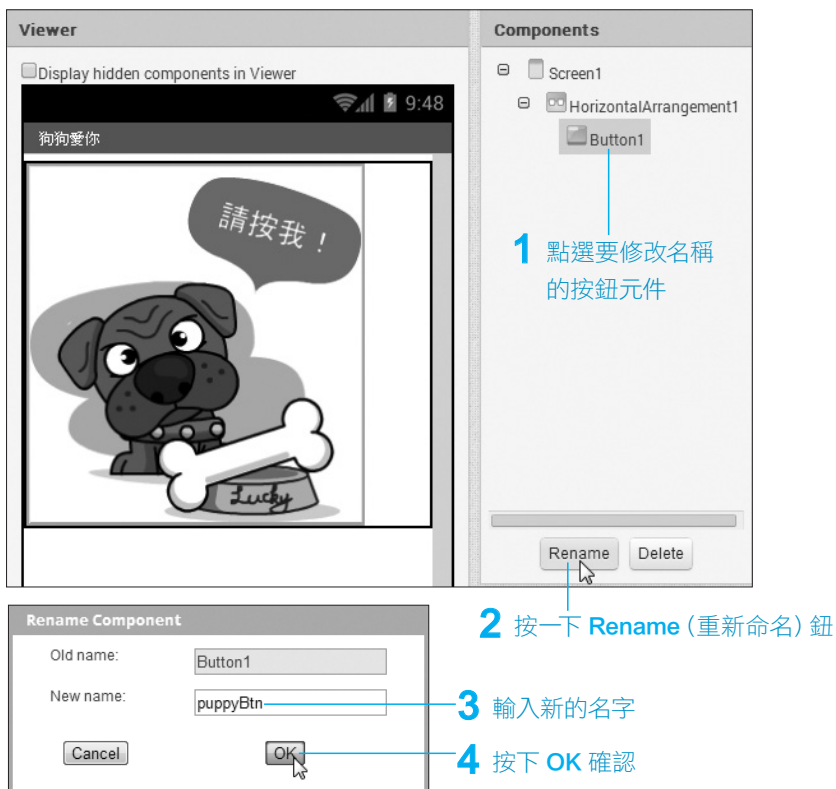 Viewer
Display hidden components in Viewer
9:48
狗狗愛你
請按我！
Lucky
Components
Screen1
HorizontalArrangement1
Button1
1 點選要修改名稱
的按鈕元件
Rename
Delete
2 按一下 Rename（重新命名）鈕
Rename Component
Old name:
Button1
New name:
puppyBtn
3 輸入新的名字
Cancel
OK
4 按下 OK 確認